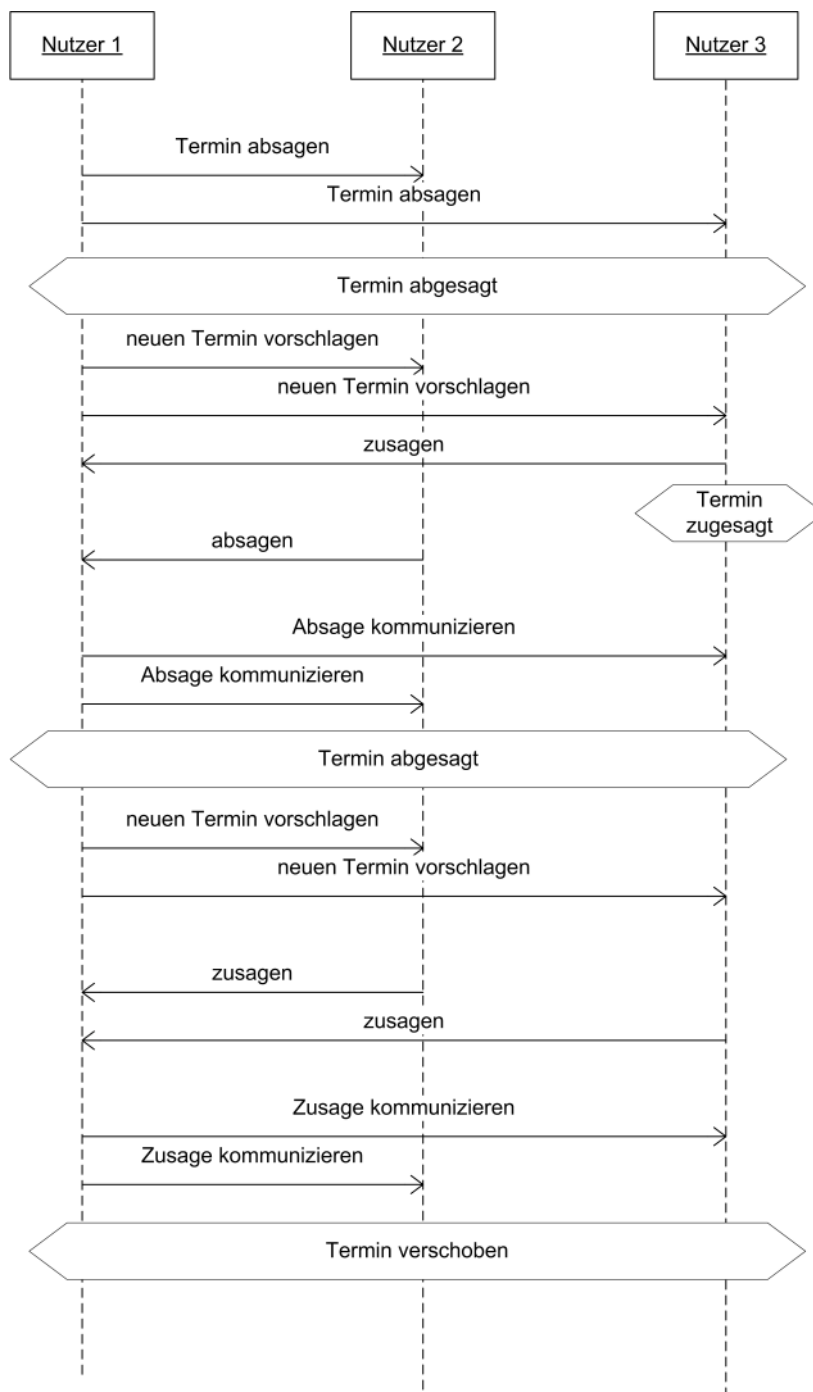 Nutzer 1
Nutzer 2
Nutzer 3
Termin absagen
Termin absagen
Termin abgesagt
neuen Termin vorschlagen
neuen Termin vorschlagen
zusagen
Termin
zugesagt
absagen
Absage kommunizieren
Absage kommunizieren
Termin abgesagt
neuen Termin vorschlagen
neuen Termin vorschlagen
zusagen
zusagen
Zusage kommunizieren
Zusage kommunizieren
Termin verschoben